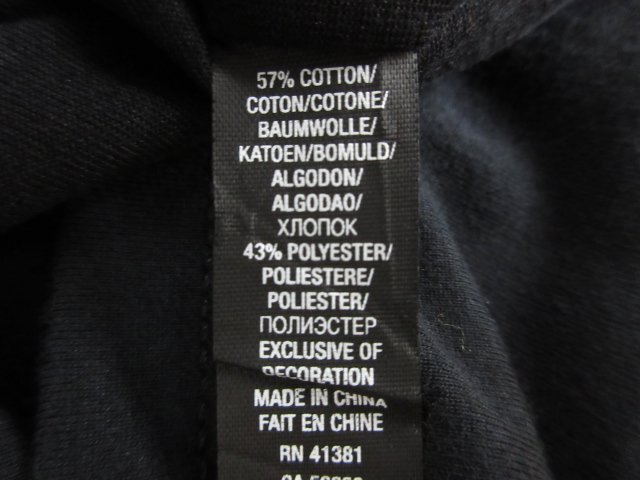 57% COTTON/
COTON/COTONE/
BAUMWOLLE/
KATOEN/BOMULD/
ALGODON/
ALGODAO/
ХЛОПОК
43% POLYESTER/
POLIESTERE/
POLIESTER/
ПОЛИЭСТЕР
EXCLUSIVE OF
DECORATION
MADE IN CHINA
FAIT EN CHINE
RN 41381
CA